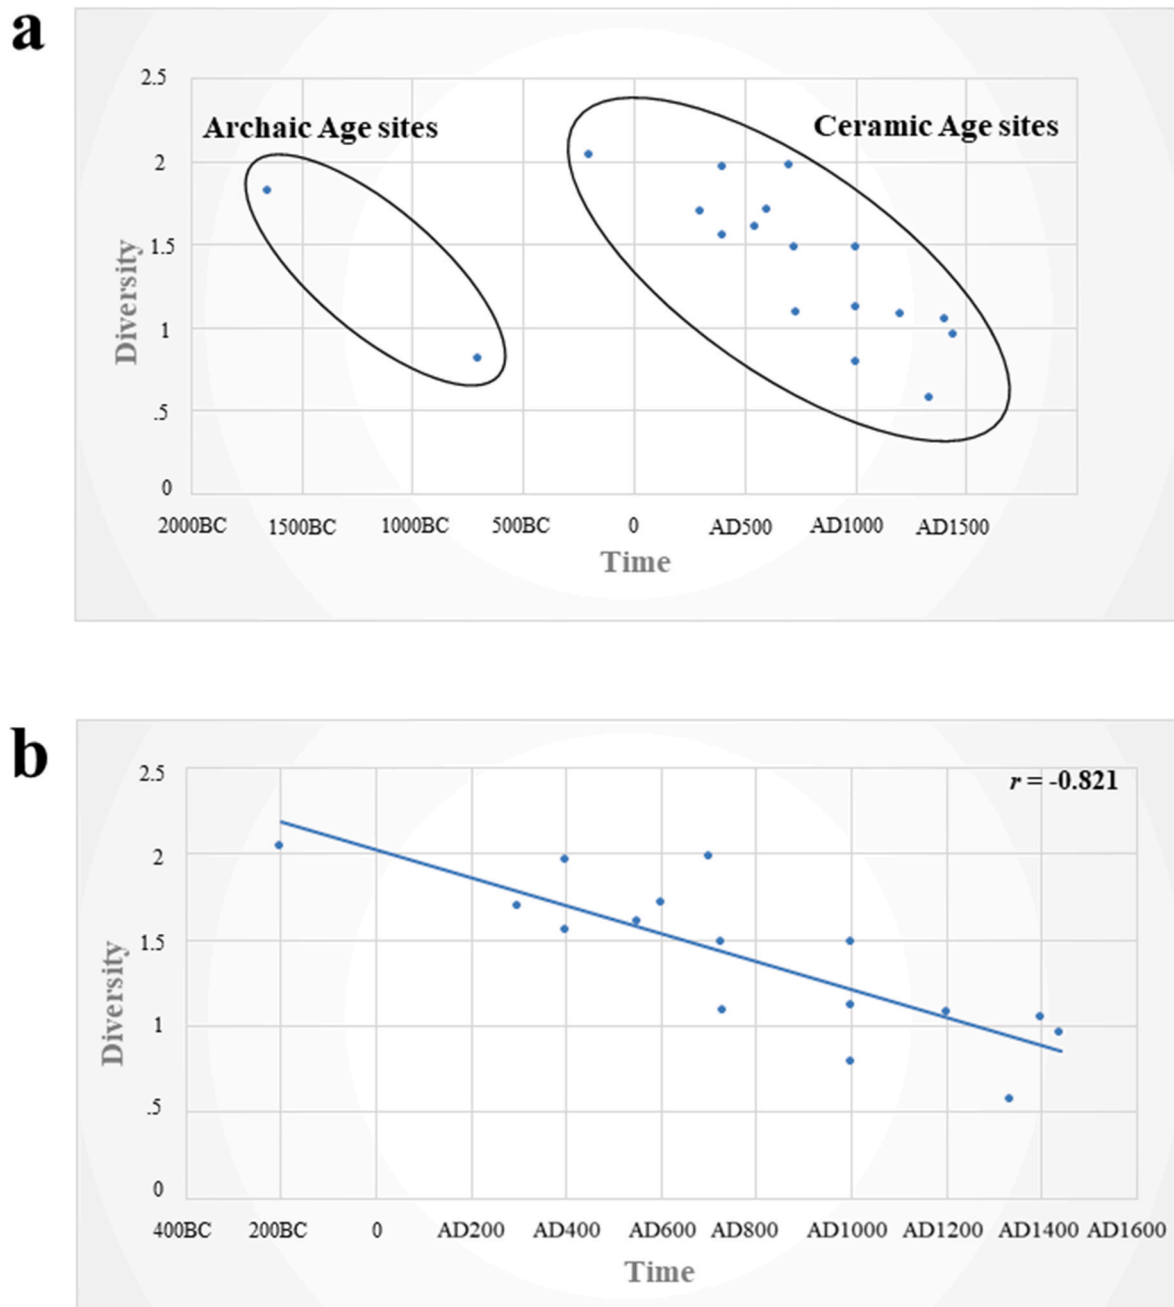 a
2.5
Archaic Age sites
Ceramic Age sites
2
1.5
1
.5
0
Diversity
2000BC 1500BC 1000BC 500BC 0 AD500 AD1000 AD1500
Time
b
2.5
r = -0.821
2
1.5
1
.5
0
Diversity
400BC 200BC 0 AD200 AD400 AD600 AD800 AD1000 AD1200 AD1400 AD1600
Time